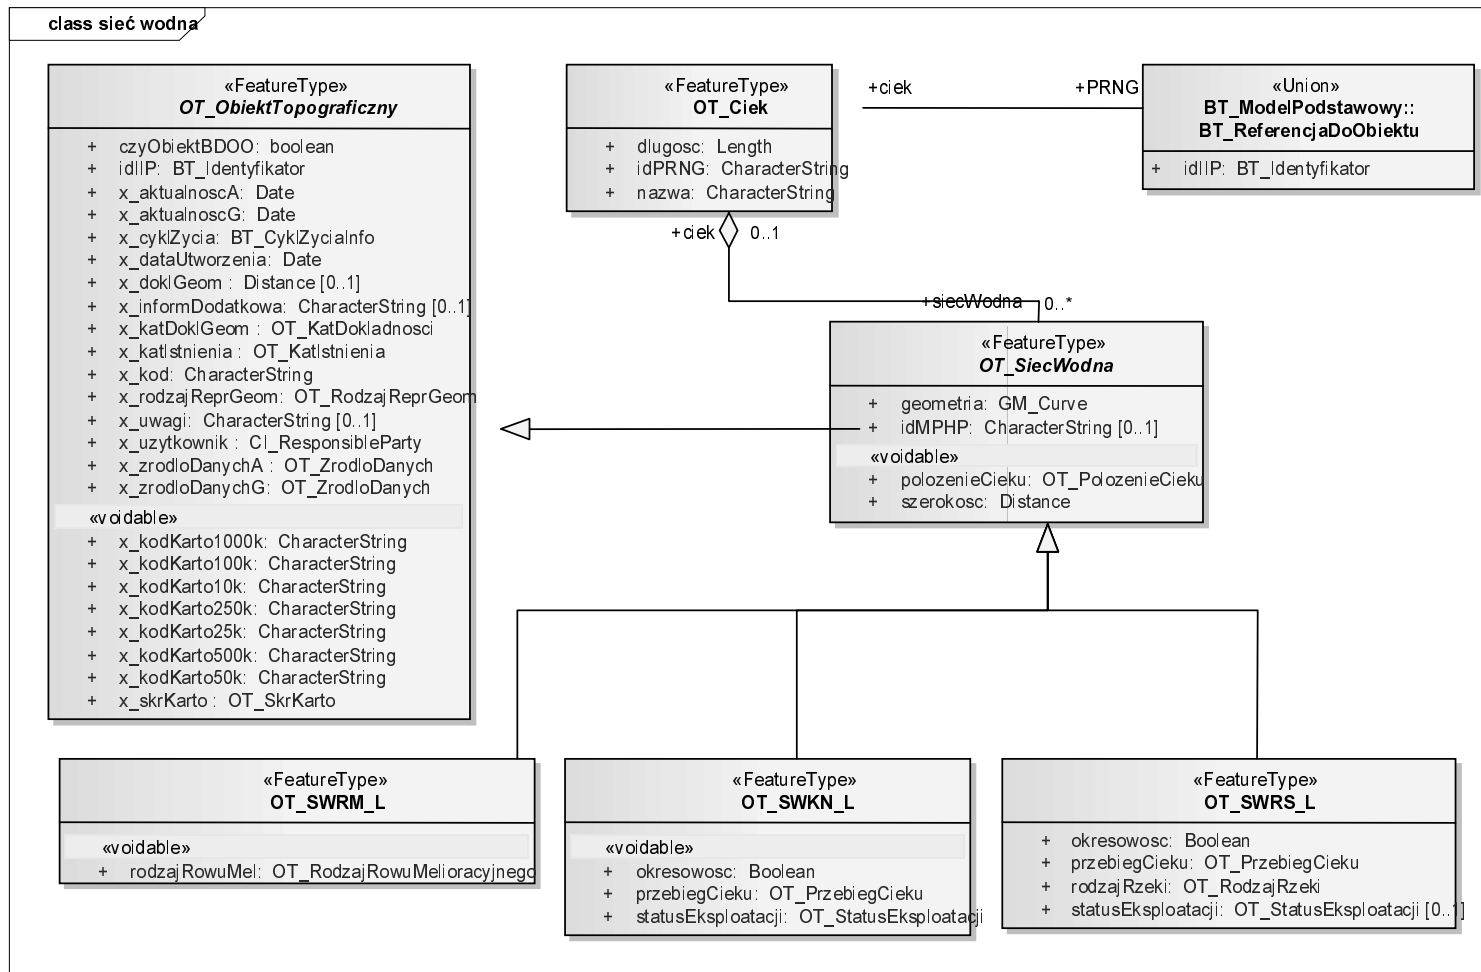 class sieć wodna
«FeatureType»
OT_ObiektTopograficzny
+ czyObiektBDOO: boolean
+ idIIP: BT_Identyfikator
+ x_aktualnoscA: Date
+ x_aktualnoscG: Date
+ x_cyklZycia: BT_CyklZyciaInfo
+ x_dataUtworzenia: Date
+ x_doklGeom : Distance [0..1]
+ x_informDodatkowa: CharacterString [0..1]
+ x_katDoklGeom : OT_KatDokladnosci
+ x_katIstnienia : OT_KatIstnienia
+ x_kod: CharacterString
+ x_rodzajReprGeom: OT_RodzajReprGeom
+ x_uwagi: CharacterString [0..1]
+ x_uzytkownik : CI_ResponsibleParty
+ x_zrodloDanychA : OT_ZrodloDanych
+ x_zrodloDanychG: OT_ZrodloDanych
«voidable»
+ x_kodKarto1000k: CharacterString
+ x_kodKarto100k: CharacterString
+ x_kodKarto10k: CharacterString
+ x_kodKarto250k: CharacterString
+ x_kodKarto25k: CharacterString
+ x_kodKarto500k: CharacterString
+ x_kodKarto50k: CharacterString
+ x_skrKarto : OT_SkrKarto
«FeatureType»
OT_Ciek
+ dlugosc: Length
+ idPRNG: CharacterString
+ nazwa: CharacterString
+ciek +PRNG
«Union»
BT_ModelPodstawowy::
BT_ReferencjaDoObiektu
+ idIIP: BT_Identyfikator
+ciek 0..1
+siecWodna 0..*
«FeatureType»
OT_SiecWodna
+ geometria: GM_Curve
+ idMPHP: CharacterString [0..1]
«voidable»
+ polozenieCieku: OT_PolozenieCieku
+ szerokosc: Distance
«FeatureType»
OT_SWRM_L
«voidable»
+ rodzajRowuMel: OT_RodzajRowuMelioracyjnego
«FeatureType»
OT_SWKN_L
«voidable»
+ okresowosc: Boolean
+ przebiegCieku: OT_PrzebiegCieku
+ statusEksploatacji: OT_StatusEksploatacji
«FeatureType»
OT_SWRS_L
+ okresowosc: Boolean
+ przebiegCieku: OT_PrzebiegCieku
+ rodzajRzeki: OT_RodzajRzeki
+ statusEksploatacji: OT_StatusEksploatacji [0..1]